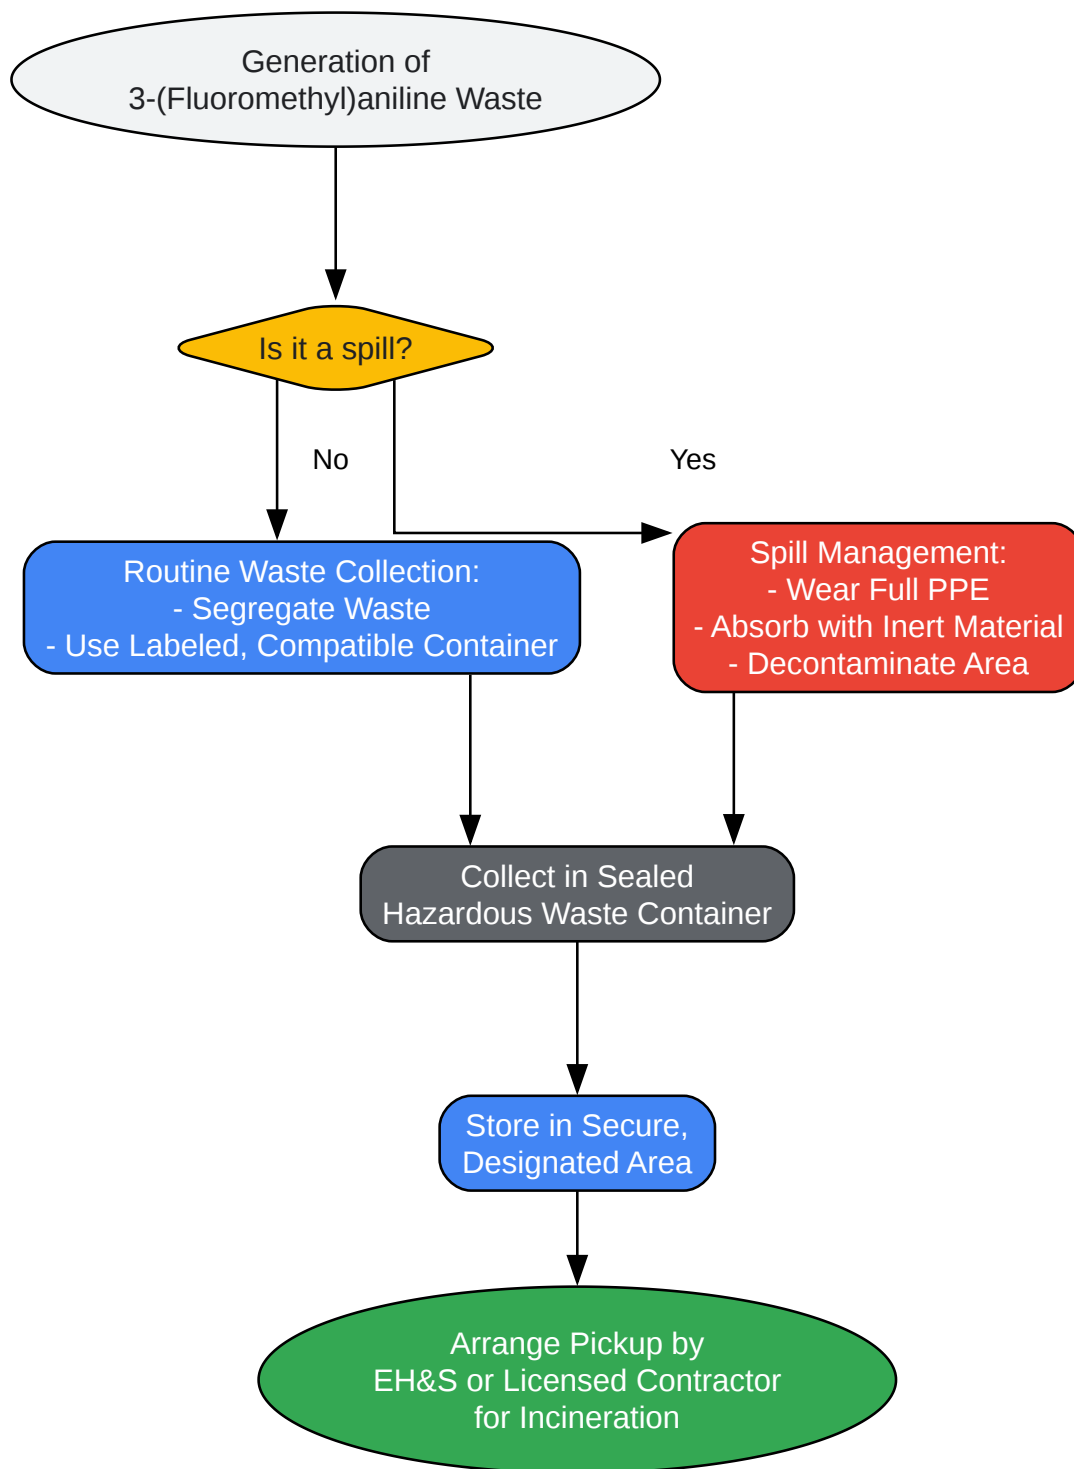 Generation of
3-(Fluoromethyl)aniline Waste
Is it a spill?
No
Yes
Routine Waste Collection:
- Segregate Waste
- Use Labeled, Compatible Container
Spill Management:
- Wear Full PPE
- Absorb with Inert Material
- Decontaminate Area
Collect in Sealed
Hazardous Waste Container
Store in Secure,
Designated Area
Arrange Pickup by
EH&S or Licensed Contractor
for Incineration